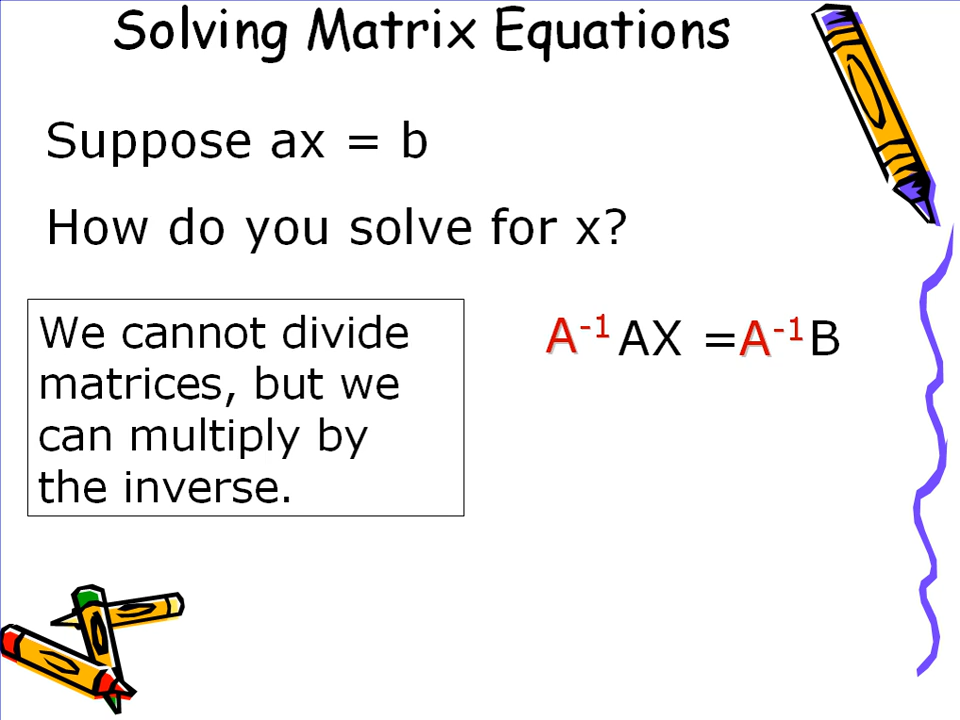 Solving Matrix Equations
Suppose ax = b
How do you solve for x?
We cannot divide
matrices, but we
can multiply by
the inverse.
A⁻¹ AX = A⁻¹ B